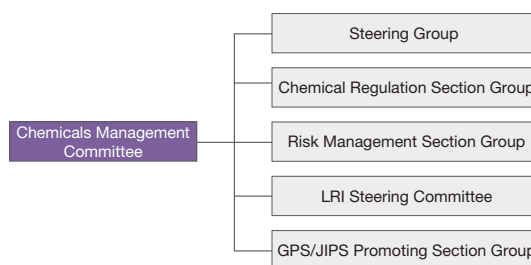 Steering Group
Chemical Regulation Section Group
Chemicals Management
Committee
Risk Management Section Group
LRI Steering Committee
GPS/JIPS Promoting Section Group